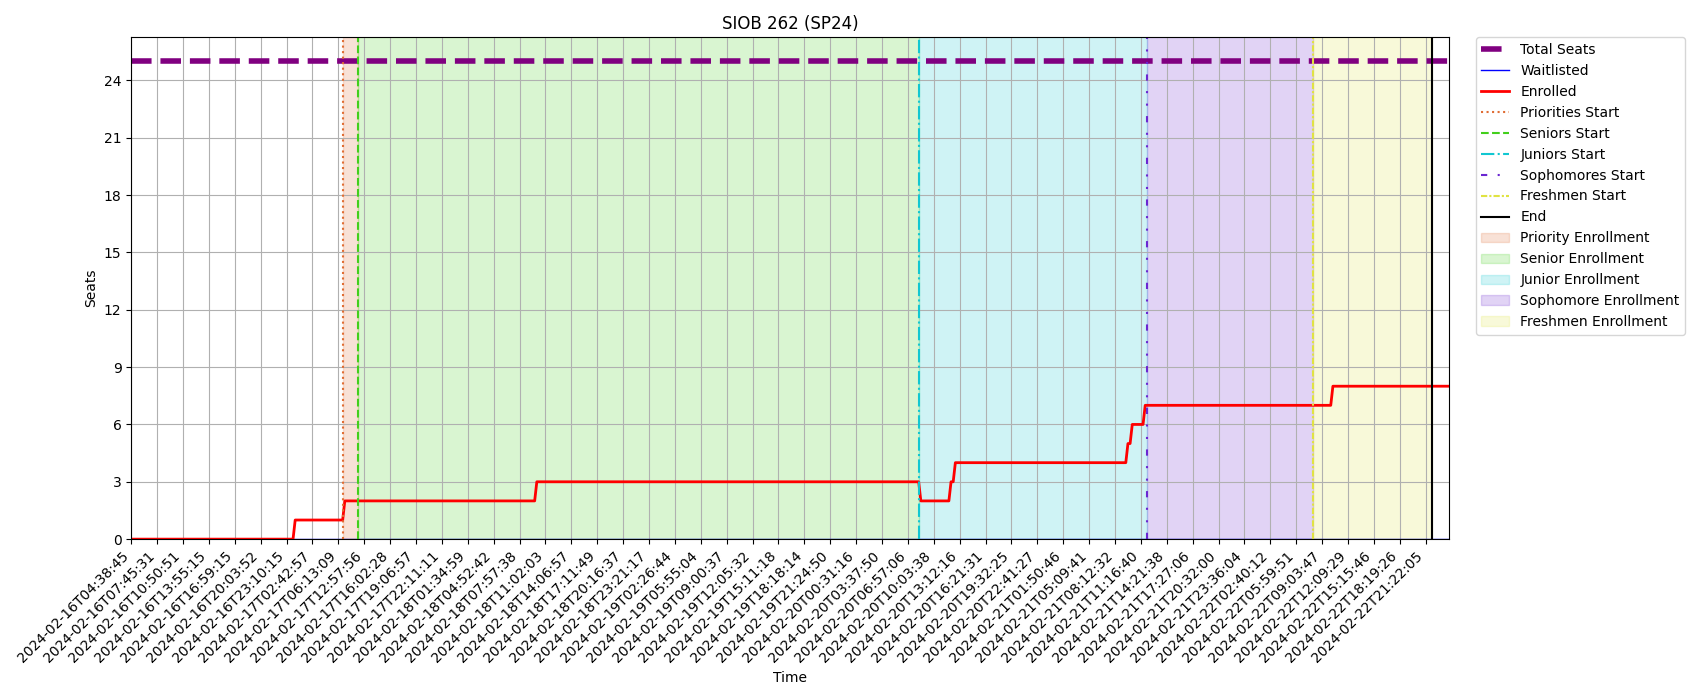 SIOB 262 (SP24)
Seats
24
21
18
15
12
9
6
3
0
2024-02-16T04:38:45
2024-02-16T07:45:31
2024-02-16T10:50:51
2024-02-16T13:55:15
2024-02-16T16:59:15
2024-02-16T20:03:52
2024-02-16T23:10:15
2024-02-17T02:42:57
2024-02-17T06:13:09
2024-02-17T12:57:56
2024-02-17T16:02:28
2024-02-17T19:06:57
2024-02-17T22:11:11
2024-02-18T01:34:59
2024-02-18T04:52:42
2024-02-18T07:57:38
2024-02-18T11:02:03
2024-02-18T14:06:57
2024-02-18T17:11:49
2024-02-18T20:16:37
2024-02-18T23:21:17
2024-02-19T02:26:44
2024-02-19T05:55:04
2024-02-19T09:00:37
2024-02-19T12:05:32
2024-02-19T15:11:18
2024-02-19T18:18:14
2024-02-19T21:24:50
2024-02-20T00:31:16
2024-02-20T03:37:50
2024-02-20T06:57:06
2024-02-20T10:03:38
2024-02-20T13:12:16
2024-02-20T16:21:31
2024-02-20T19:32:25
2024-02-20T22:41:27
2024-02-21T01:50:46
2024-02-21T05:09:41
2024-02-21T08:12:32
2024-02-21T11:16:40
2024-02-21T14:21:38
2024-02-21T17:27:06
2024-02-21T20:32:00
2024-02-21T23:36:04
2024-02-22T02:40:12
2024-02-22T05:59:51
2024-02-22T09:03:47
2024-02-22T12:09:29
2024-02-22T15:15:46
2024-02-22T18:19:26
2024-02-22T21:22:05
Time
Total Seats
Waitlisted
Enrolled
Priorities Start
Seniors Start
Juniors Start
Sophomores Start
Freshmen Start
End
Priority Enrollment
Senior Enrollment
Junior Enrollment
Sophomore Enrollment
Freshmen Enrollment